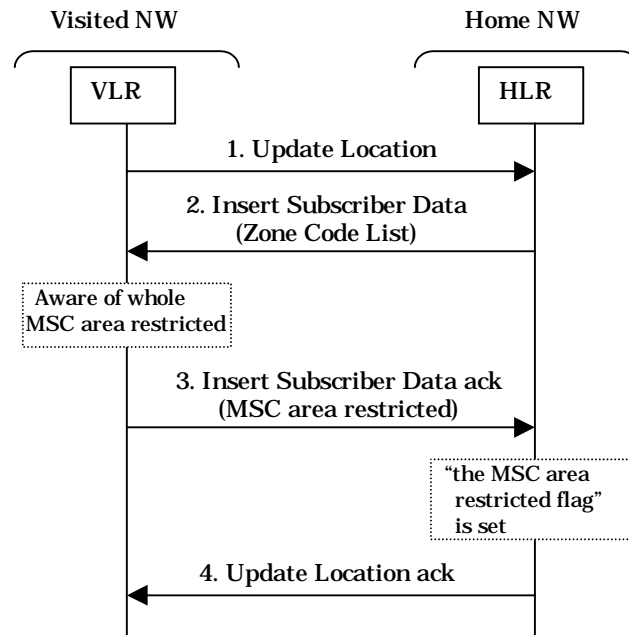 Visited NW
Home NW
VLR
HLR
1. Update Location
2. Insert Subscriber Data
(Zone Code List)
Aware of whole
MSC area restricted
3. Insert Subscriber Data ack
(MSC area restricted)
“the MSC area
restricted flag”
is set
4. Update Location ack